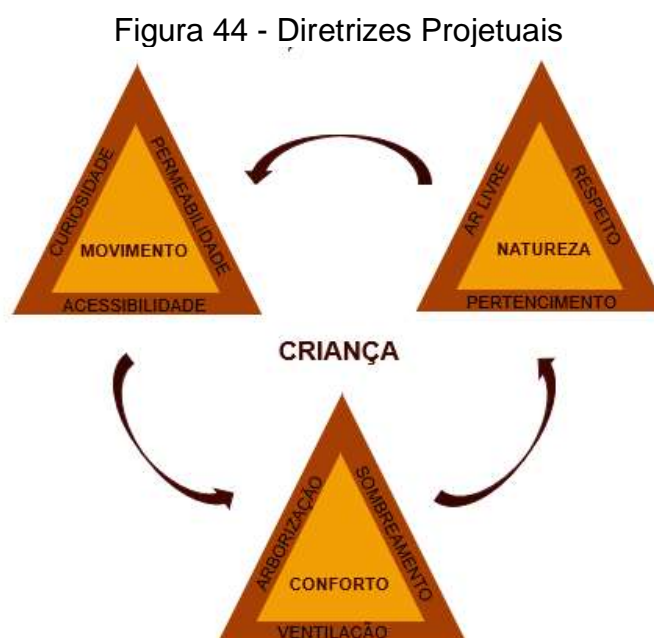 Figura 44 - Diretrizes Projetuais
CURIOSIDADE
PERMEABILIDADE
MOVIMENTO
ACESSIBILIDADE
AR LIVRE
RESPEITO
NATUREZA
PERTENCIMENTO
CRIANÇA
ARBORIZAÇÃO
SOMBREAMENTO
CONFORTO
VENTILAÇÃO